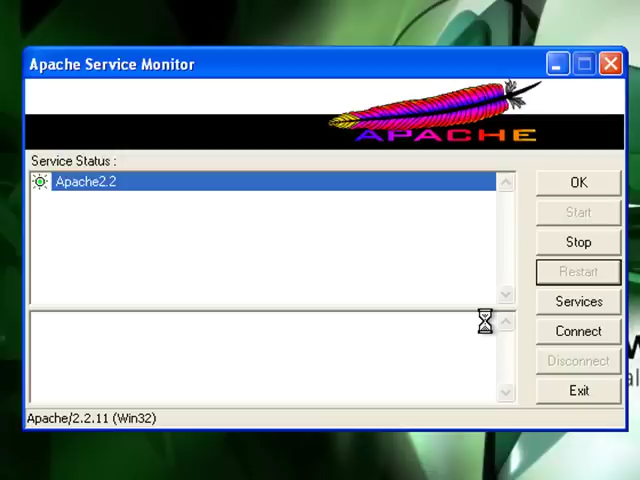 Apache Service Monitor
APACHE
Service Status :
Apache2.2
OK
Start
Stop
Restart
Services
Connect
Disconnect
Exit
Apache/2.2.11 (Win32)